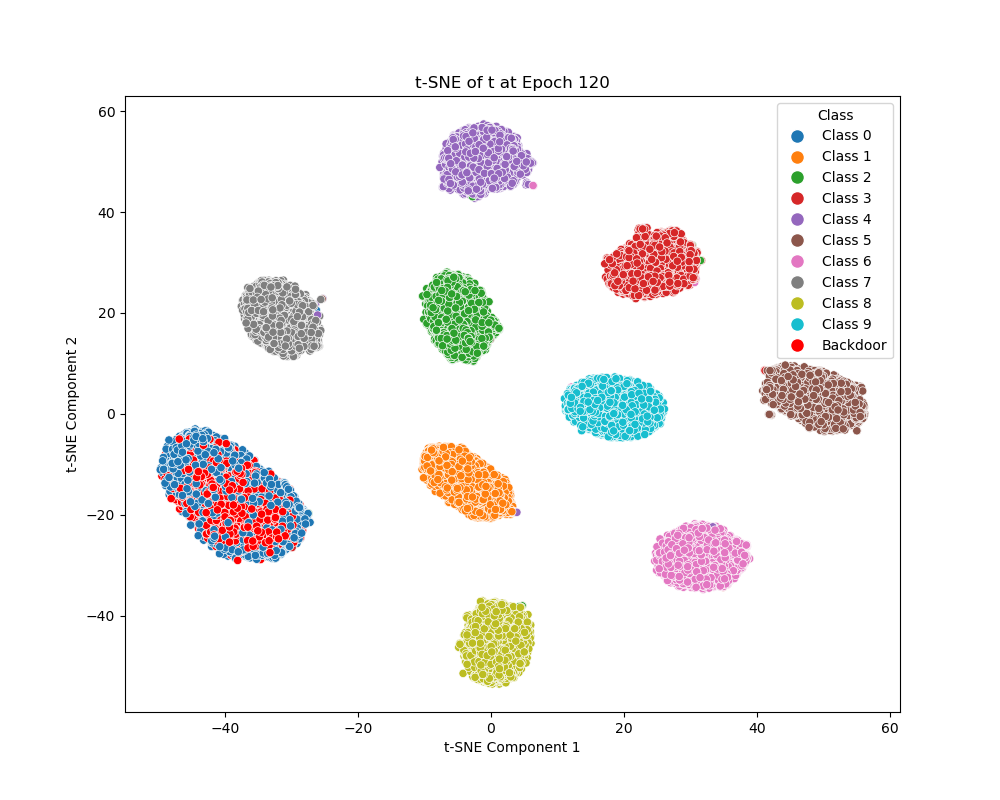 t-SNE of t at Epoch 120
Class
Class 0
Class 1
Class 2
Class 3
Class 4
Class 5
Class 6
Class 7
Class 8
Class 9
Backdoor
t-SNE Component 2
60
40
20
0
−20
−40
−40
−20
0
20
40
60
t-SNE Component 1